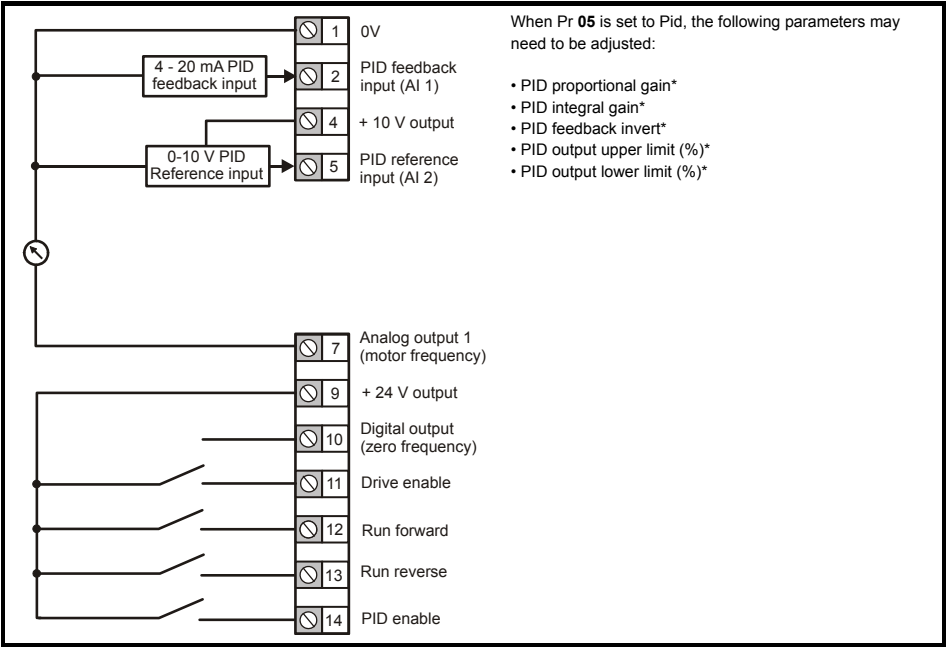 1 0V
4 - 20 mA PID
feedback input
2 PID feedback
input (AI 1)
4 + 10 V output
0-10 V PID
Reference input
5 PID reference
input (AI 2)
7 Analog output 1
(motor frequency)
9 + 24 V output
10 Digital output
(zero frequency)
11 Drive enable
12 Run forward
13 Run reverse
14 PID enable
When Pr 05 is set to Pid, the following parameters may
need to be adjusted:
• PID proportional gain*
• PID integral gain*
• PID feedback invert*
• PID output upper limit (%)*
• PID output lower limit (%)*